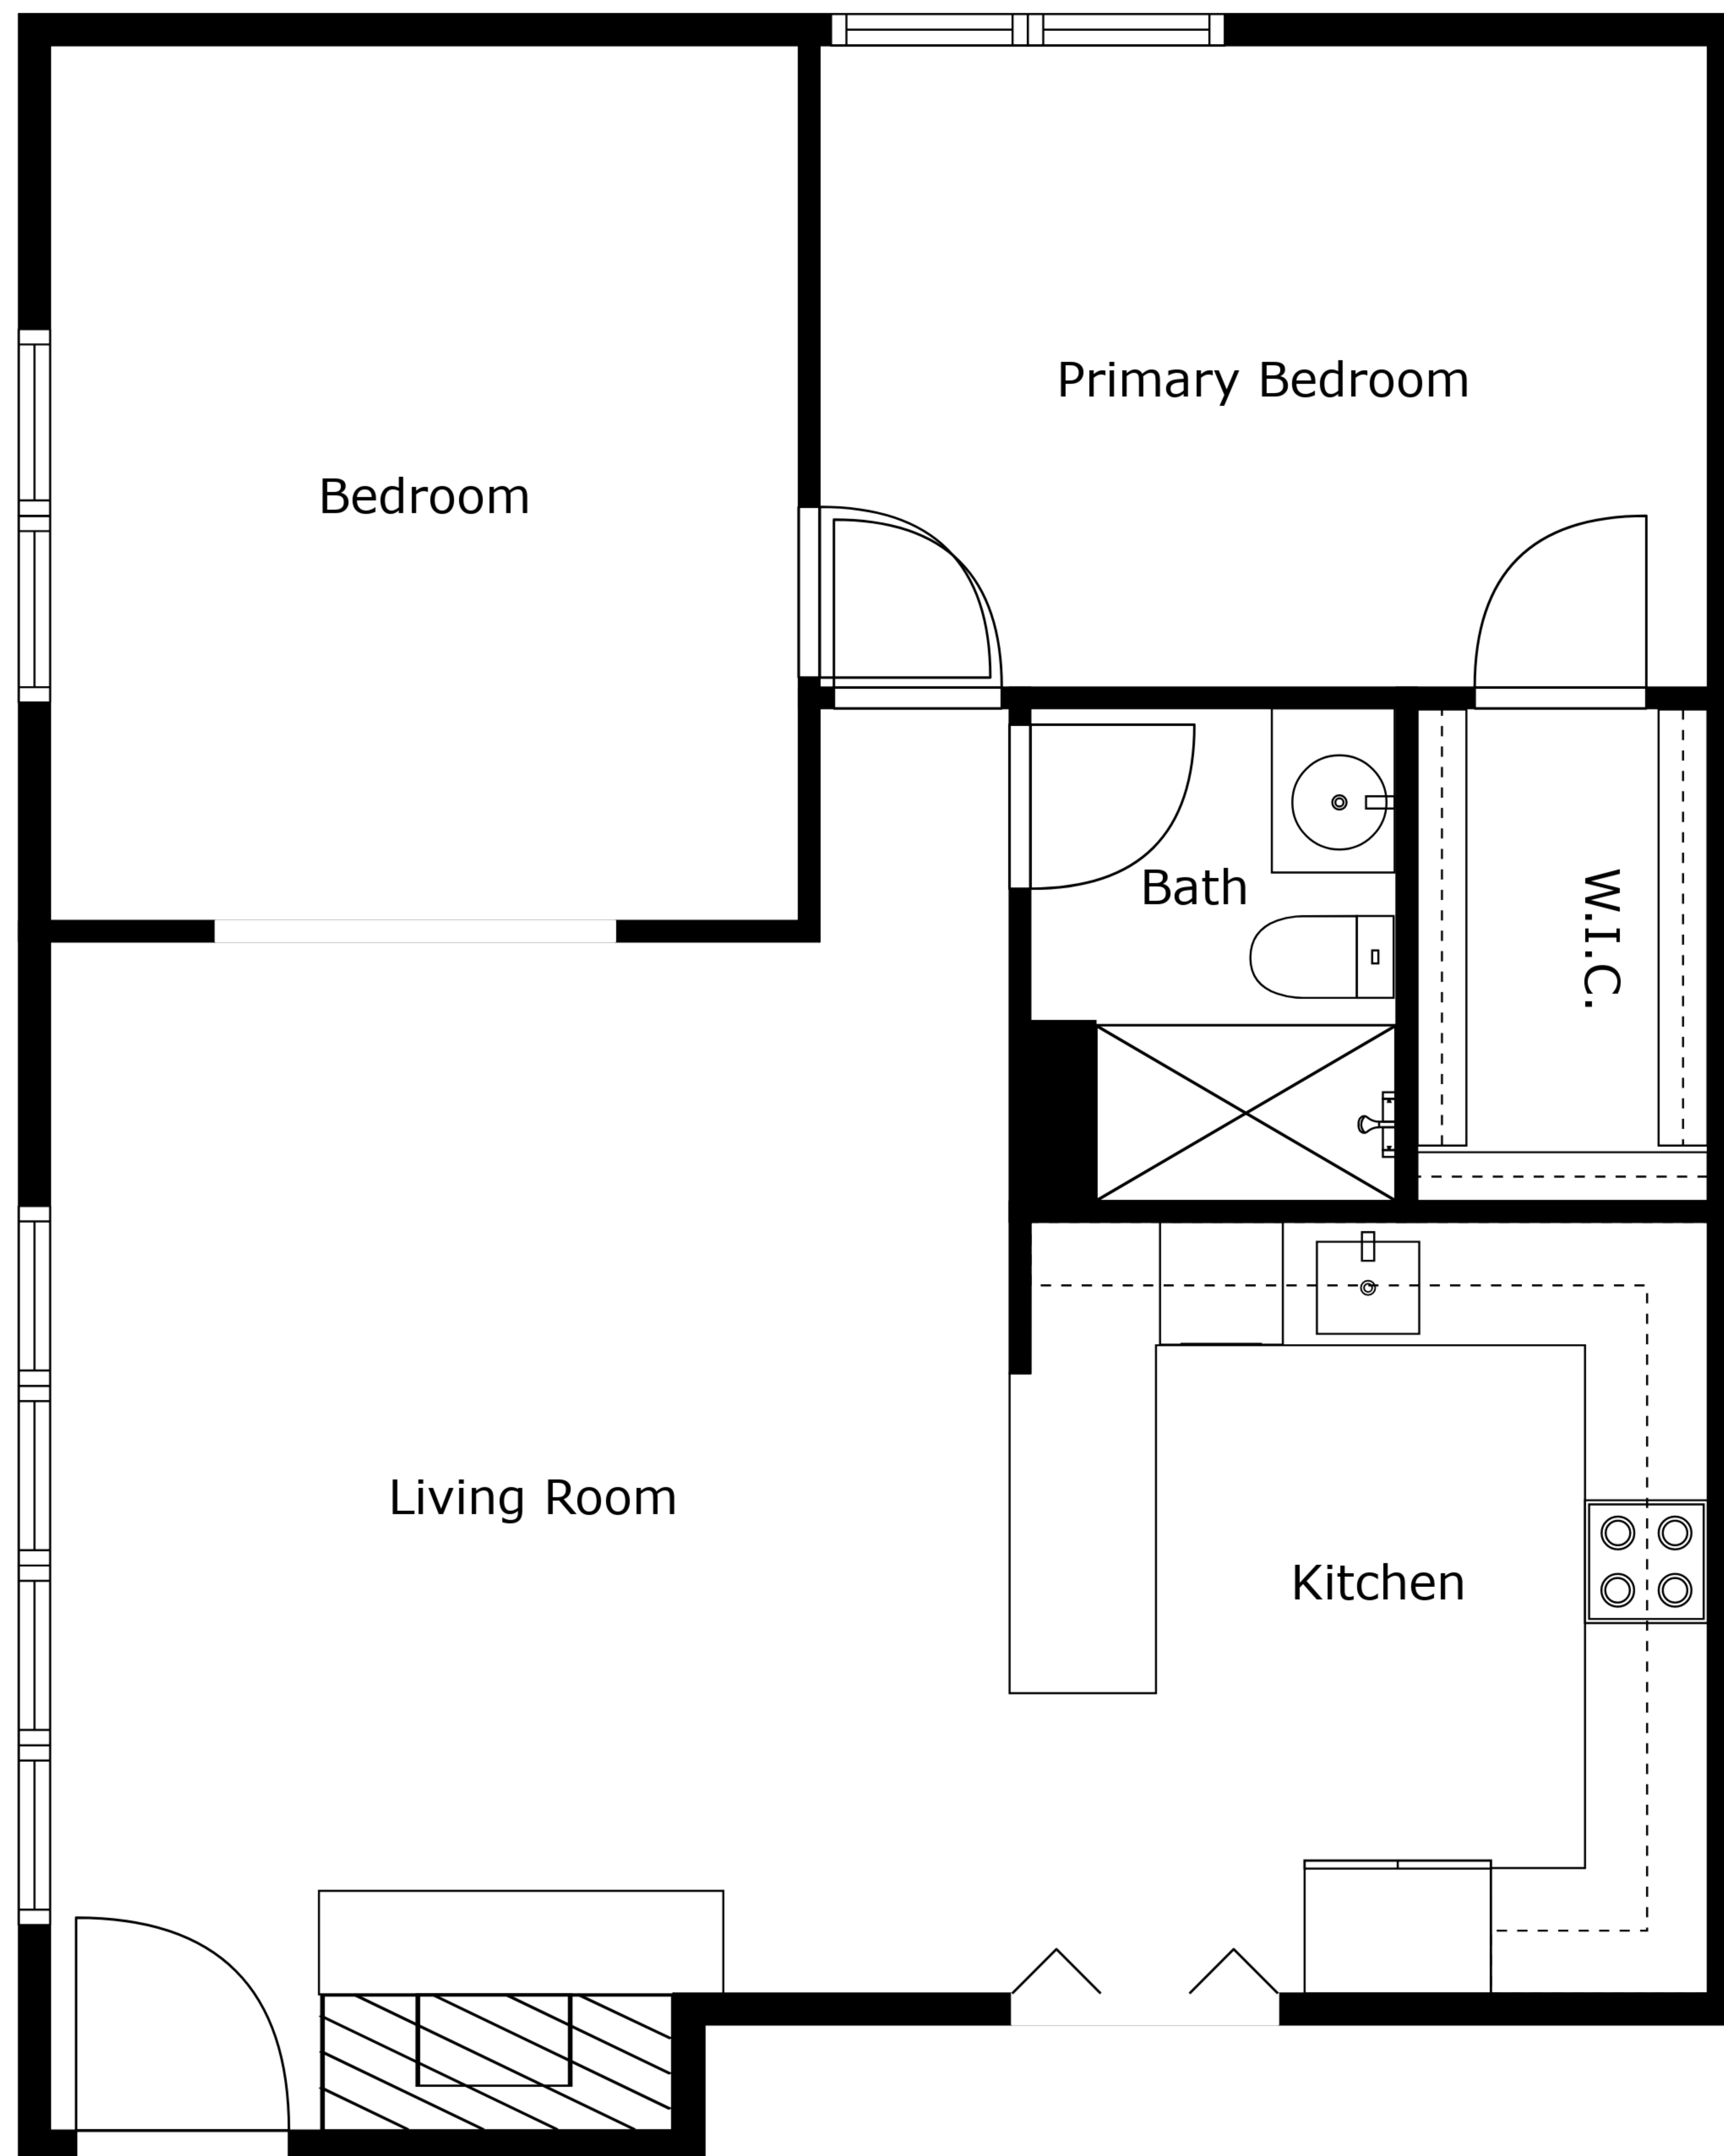 Primary Bedroom
Bedroom
Bath
W.I.C.
Living Room
Kitchen